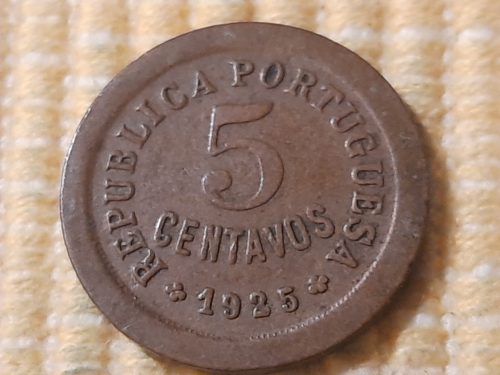 REPUBLICA PORTUGUESA
5
CENTAVOS
1925